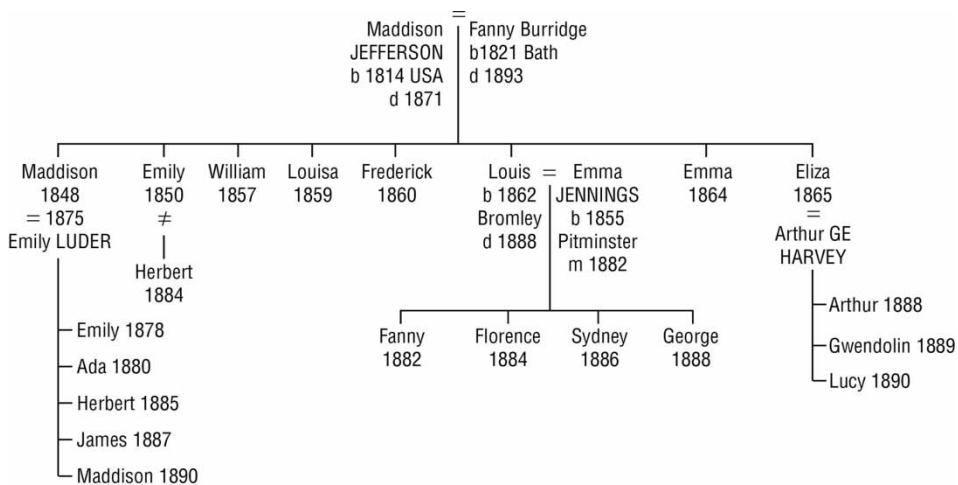 =
Maddison
JEFFERSON
b 1814 USA
d 1871
Fanny Burridge
b1821 Bath
d 1893
Maddison
1848
= 1875
Emily LUDER
Emily
1850
≠
Herbert
1884
William
1857
Louisa
1859
Frederick
1860
Louis
b 1862
Bromley
d 1888
=
Emma
JENNINGS
b 1855
Pitminster
m 1882
Emma
1864
Eliza
1865
=
Arthur GE
HARVEY
Emily 1878
Ada 1880
Herbert 1885
James 1887
Maddison 1890
Fanny
1882
Florence
1884
Sydney
1886
George
1888
Arthur 1888
Gwendolin 1889
Lucy 1890